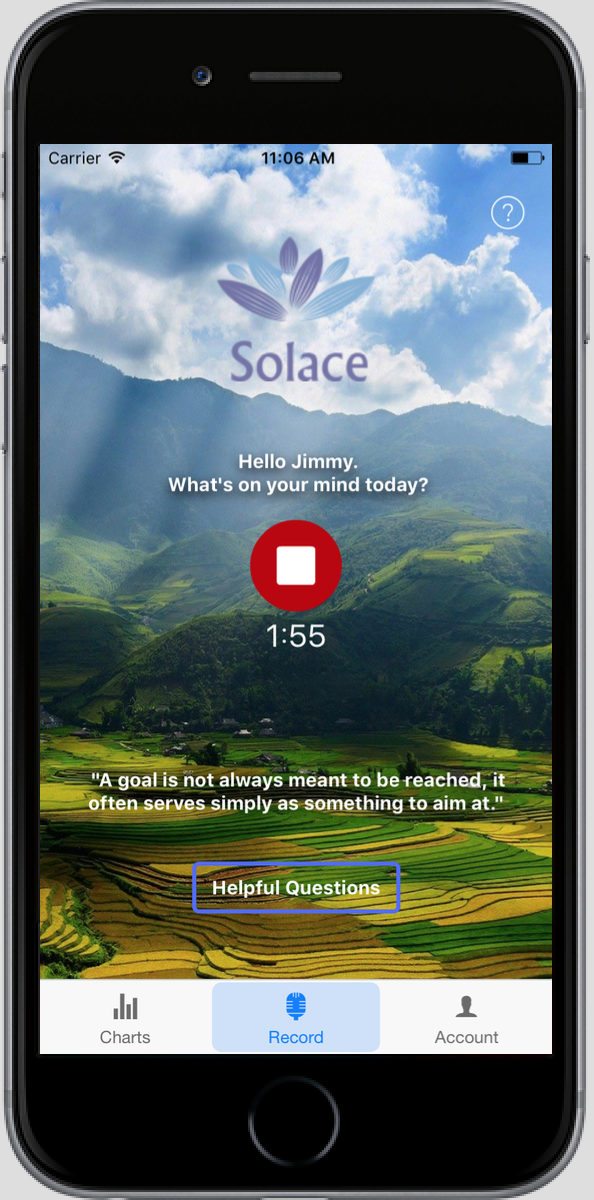 Carrier 11:06 AM
?
Solace
Hello Jimmy.
What's on your mind today?
1:55
"A goal is not always meant to be reached, it
often serves simply as something to aim at."
Helpful Questions
Charts Record Account